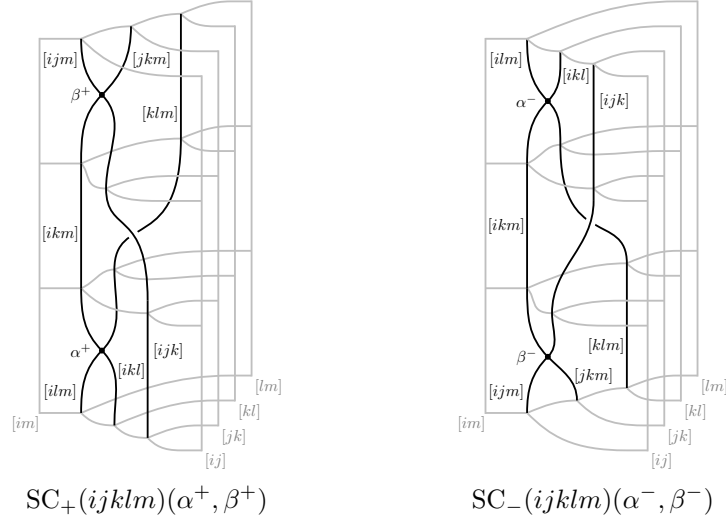 [ijm]
[jkm]
β⁺
[klm]
[ikm]
α⁺
[ijk]
[ikl]
[ilm]
[lm]
[im]
[kl]
[jk]
[ij]
SC₊(ijklm)(α⁺, β⁺)
[ilm]
[ikl]
α⁻
[ijk]
[ikm]
[klm]
β⁻
[jkm]
[ijm]
[lm]
[im]
[kl]
[jk]
[ij]
SC₋(ijklm)(α⁻, β⁻)